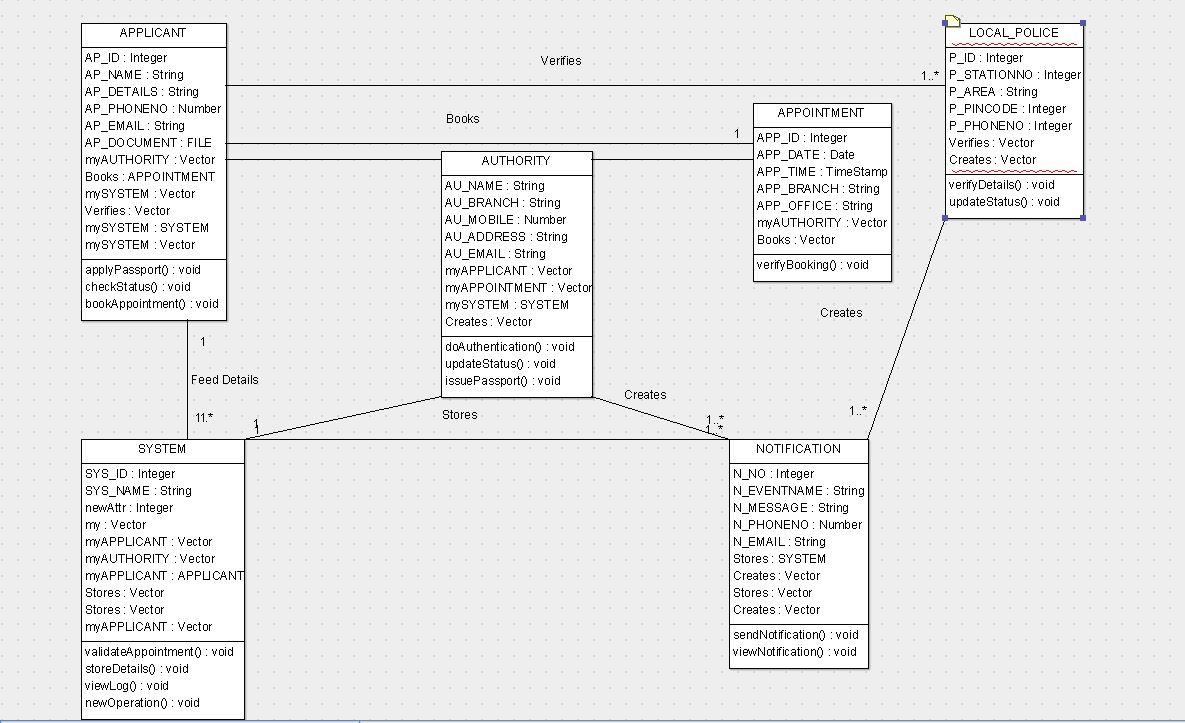 APPLICANT
AP_ID : Integer
AP_NAME : String
AP_DETAILS : String
AP_PHONENO : Number
AP_EMAIL : String
AP_DOCUMENT : FILE
myAUTHORITY : Vector
Books : APPOINTMENT
mySYSTEM : Vector
Verifies : Vector
mySYSTEM : SYSTEM
mySYSTEM : Vector
applyPassport() : void
checkStatus() : void
bookAppointment() : void
Verifies
1..*
Books
1
LOCAL_POLICE
P_ID : Integer
P_STATIONNO : Integer
P_AREA : String
P_PINCODE : Integer
P_PHONENO : Integer
Verifies : Vector
Creates : Vector
verifyDetails() : void
updateStatus() : void
APPOINTMENT
APP_ID : Integer
APP_DATE : Date
APP_TIME : TimeStamp
APP_BRANCH : String
APP_OFFICE : String
myAUTHORITY : Vector
Books : Vector
verifyBooking() : void
AUTHORITY
AU_NAME : String
AU_BRANCH : String
AU_MOBILE : Number
AU_ADDRESS : String
AU_EMAIL : String
myAPPLICANT : Vector
myAPPOINTMENT : Vector
mySYSTEM : SYSTEM
Creates : Vector
doAuthentication() : void
updateStatus() : void
issuePassport() : void
Creates
1
Feed Details
11.*
1
1
Stores
Creates
1..*
1..*
1..*
SYSTEM
SYS_ID : Integer
SYS_NAME : String
newAttr : Integer
my : Vector
myAPPLICANT : Vector
myAUTHORITY : Vector
myAPPLICANT : APPLICANT
Stores : Vector
Stores : Vector
myAPPLICANT : Vector
validateAppointment() : void
storeDetails() : void
viewLog() : void
newOperation() : void
NOTIFICATION
N_NO : Integer
N_EVENTNAME : String
N_MESSAGE : String
N_PHONENO : Number
N_EMAIL : String
Stores : SYSTEM
Creates : Vector
Stores : Vector
Creates : Vector
sendNotification() : void
viewNotification() : void